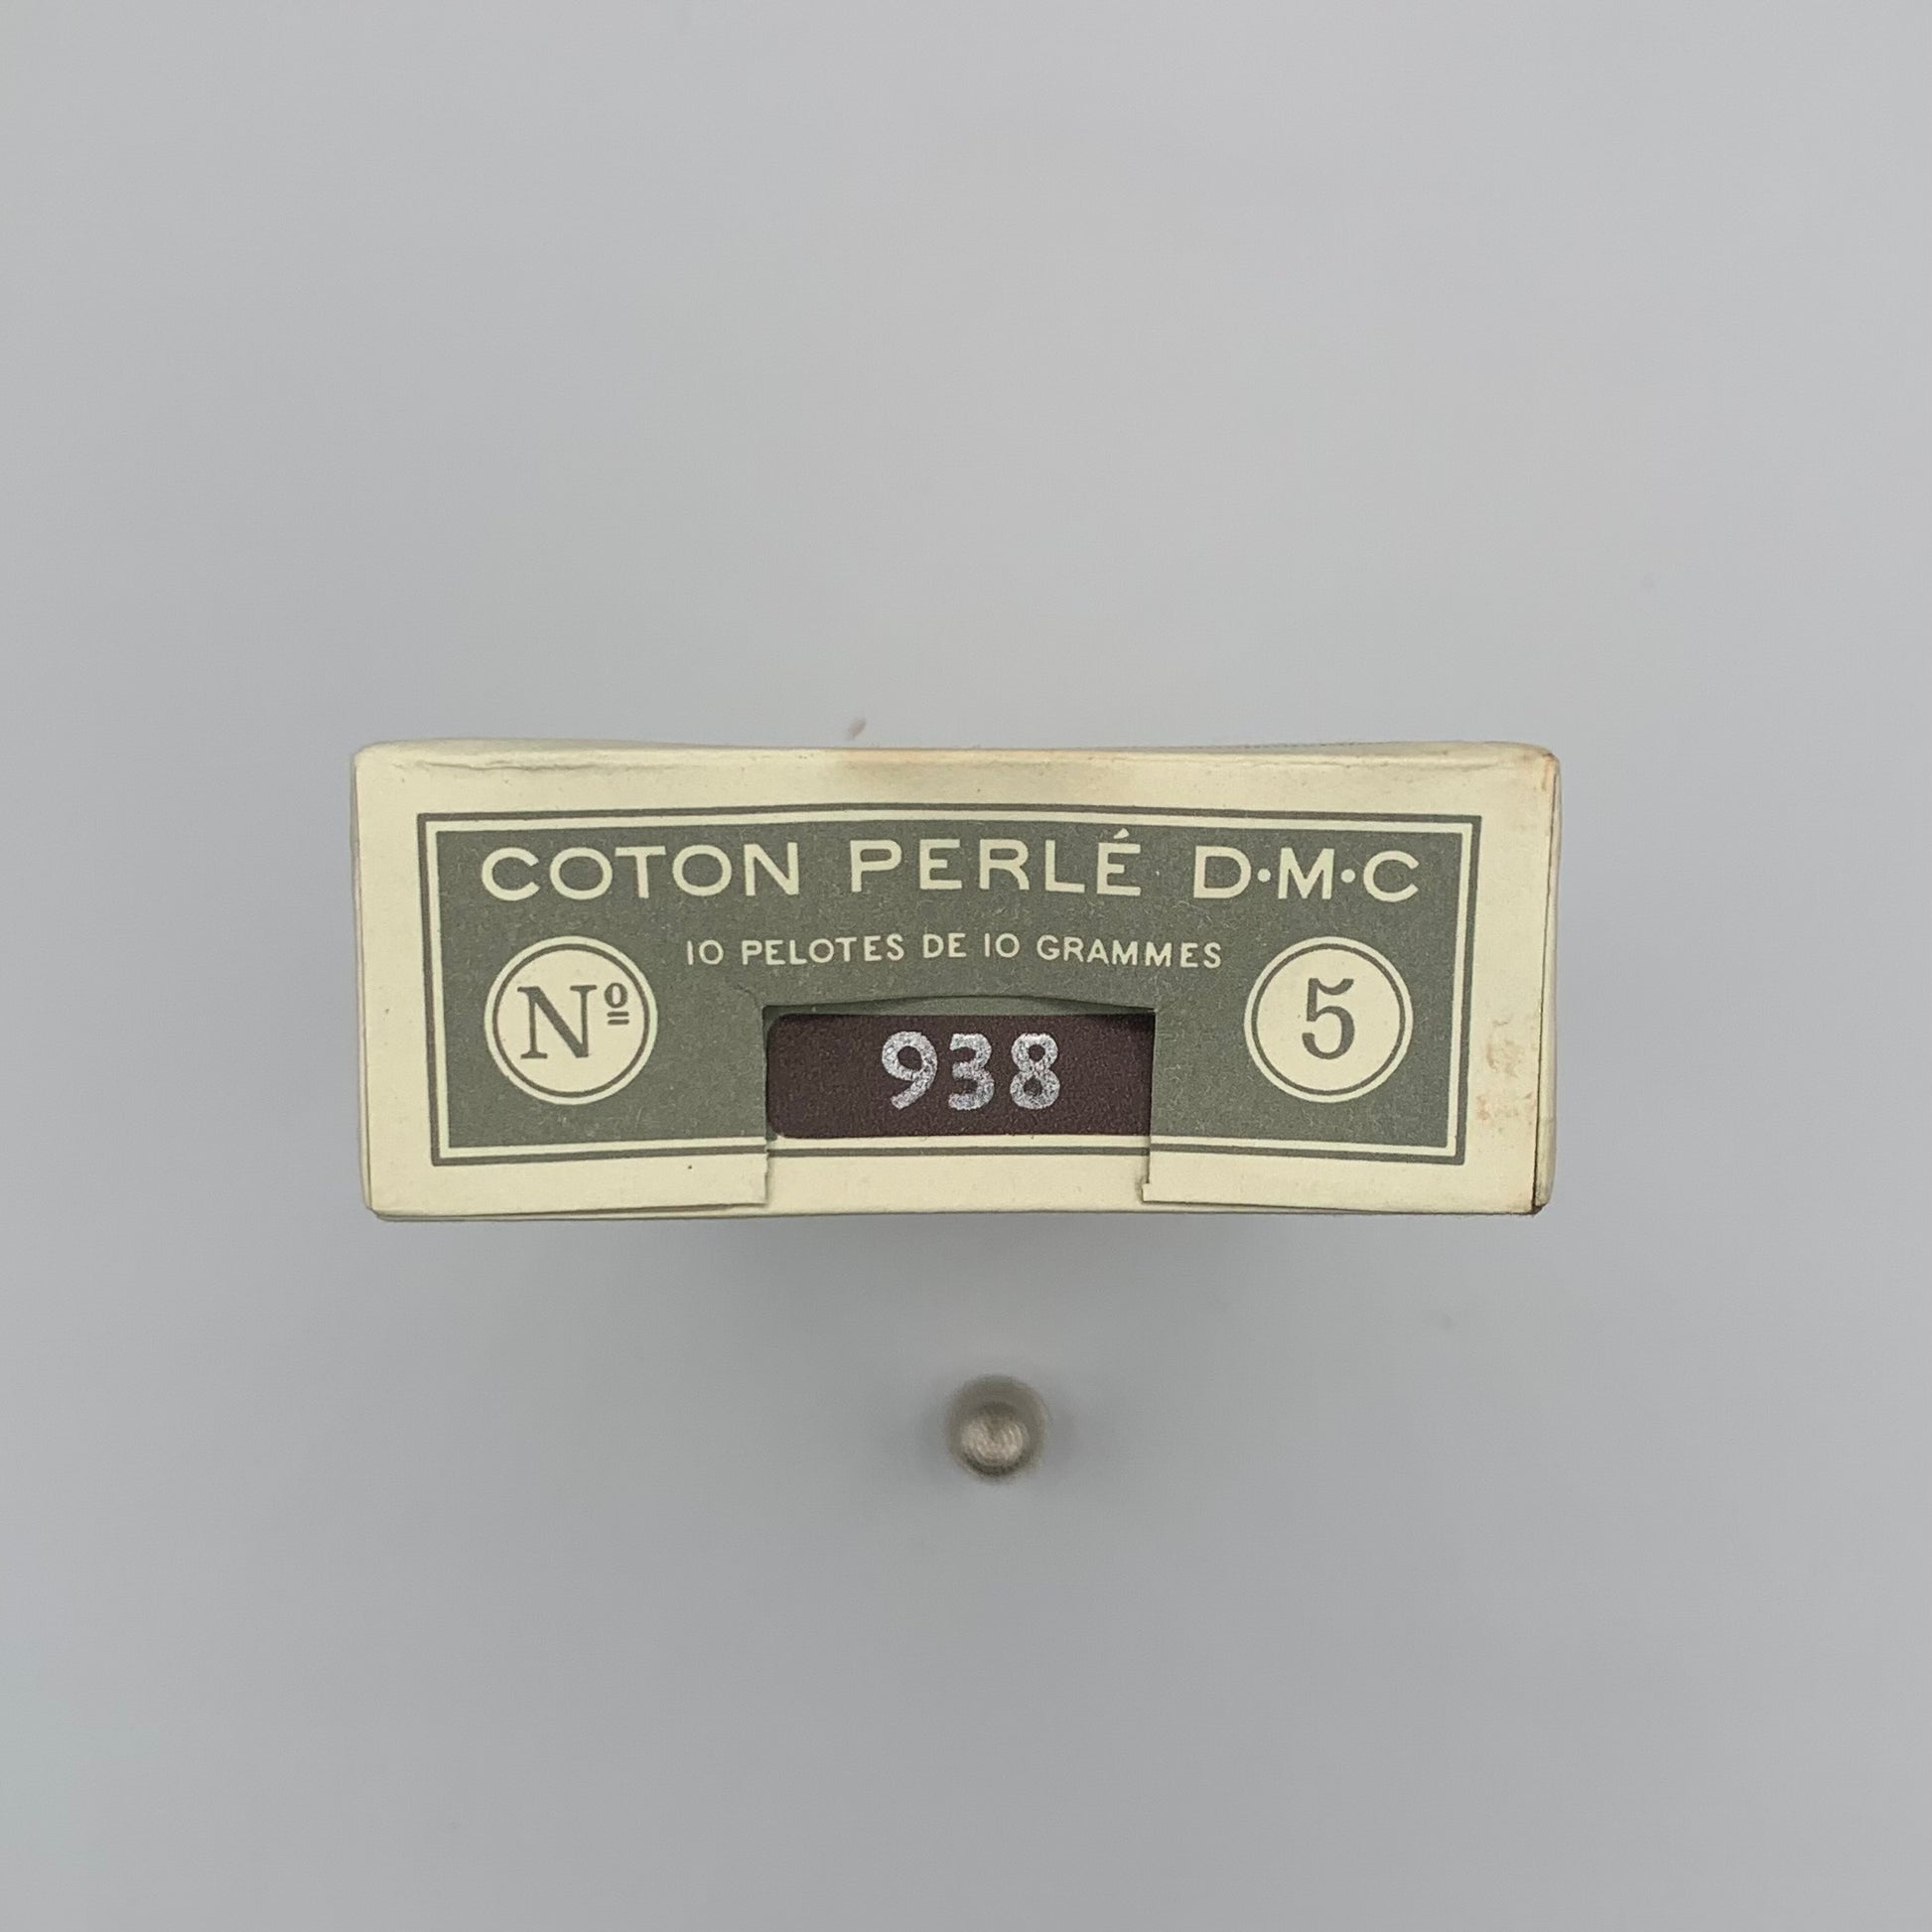 COTON PERLÉ D·M·C
10 PELOTES DE 10 GRAMMES
Nº 5
938